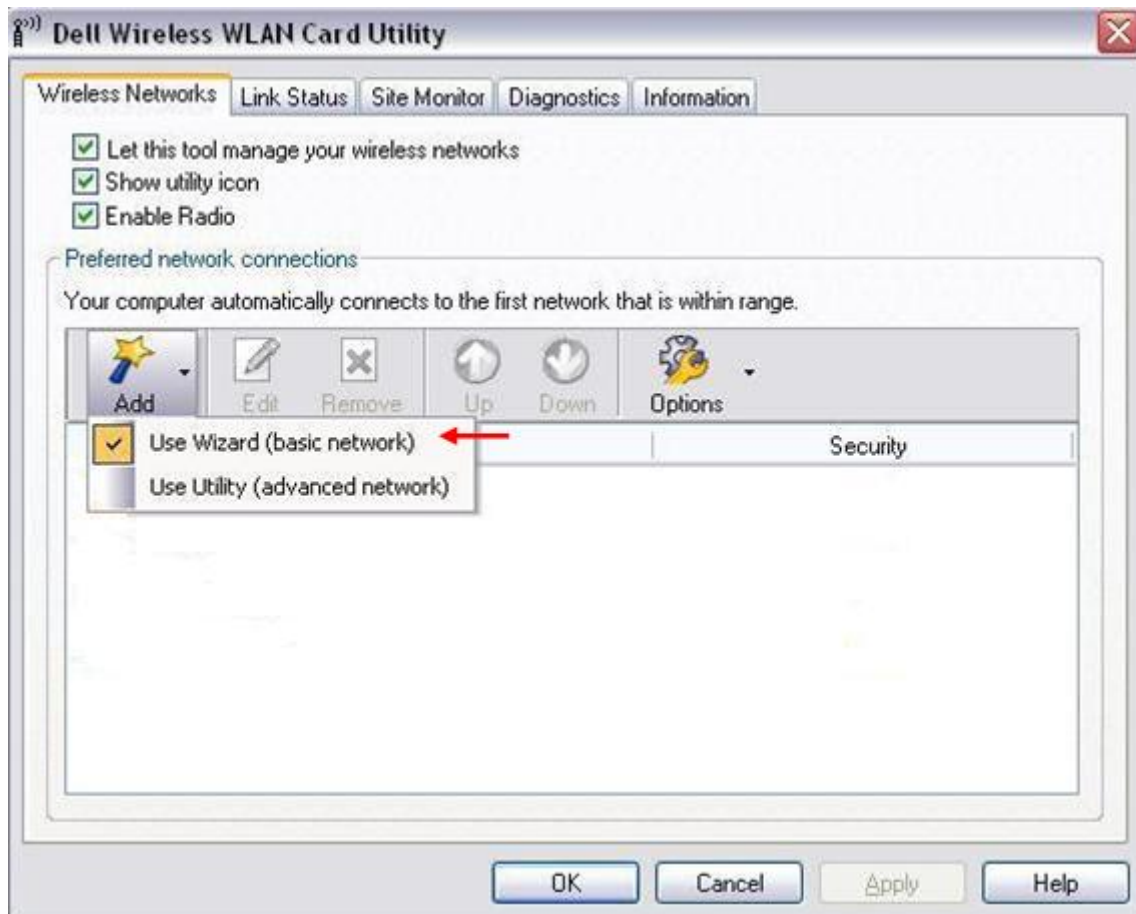 Dell Wireless WLAN Card Utility
Wireless Networks Link Status Site Monitor Diagnostics Information
Let this tool manage your wireless networks
Show utility icon
Enable Radio
Preferred network connections
Your computer automatically connects to the first network that is within range.
Add Edit Remove Up Down Options
Use Wizard (basic network)
Security
Use Utility (advanced network)
OK Cancel Apply Help